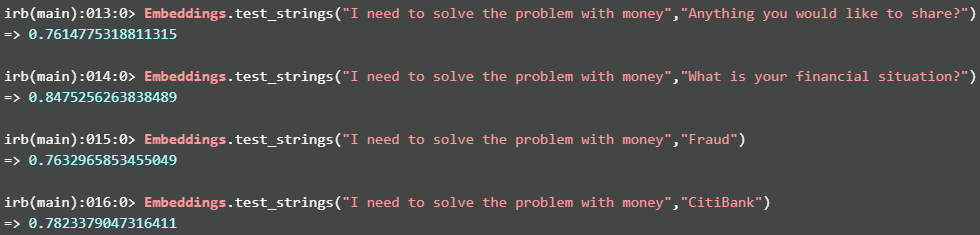 irb(main):013:0> Embeddings.test_strings("I need to solve the problem with money","Anything you would like to share?")
=> 0.7614775318811315
irb(main):014:0> Embeddings.test_strings("I need to solve the problem with money","What is your financial situation?")
=> 0.8475256263838489
irb(main):015:0> Embeddings.test_strings("I need to solve the problem with money","Fraud")
=> 0.7632965853455049
irb(main):016:0> Embeddings.test_strings("I need to solve the problem with money","CitiBank")
=> 0.7823379047316411